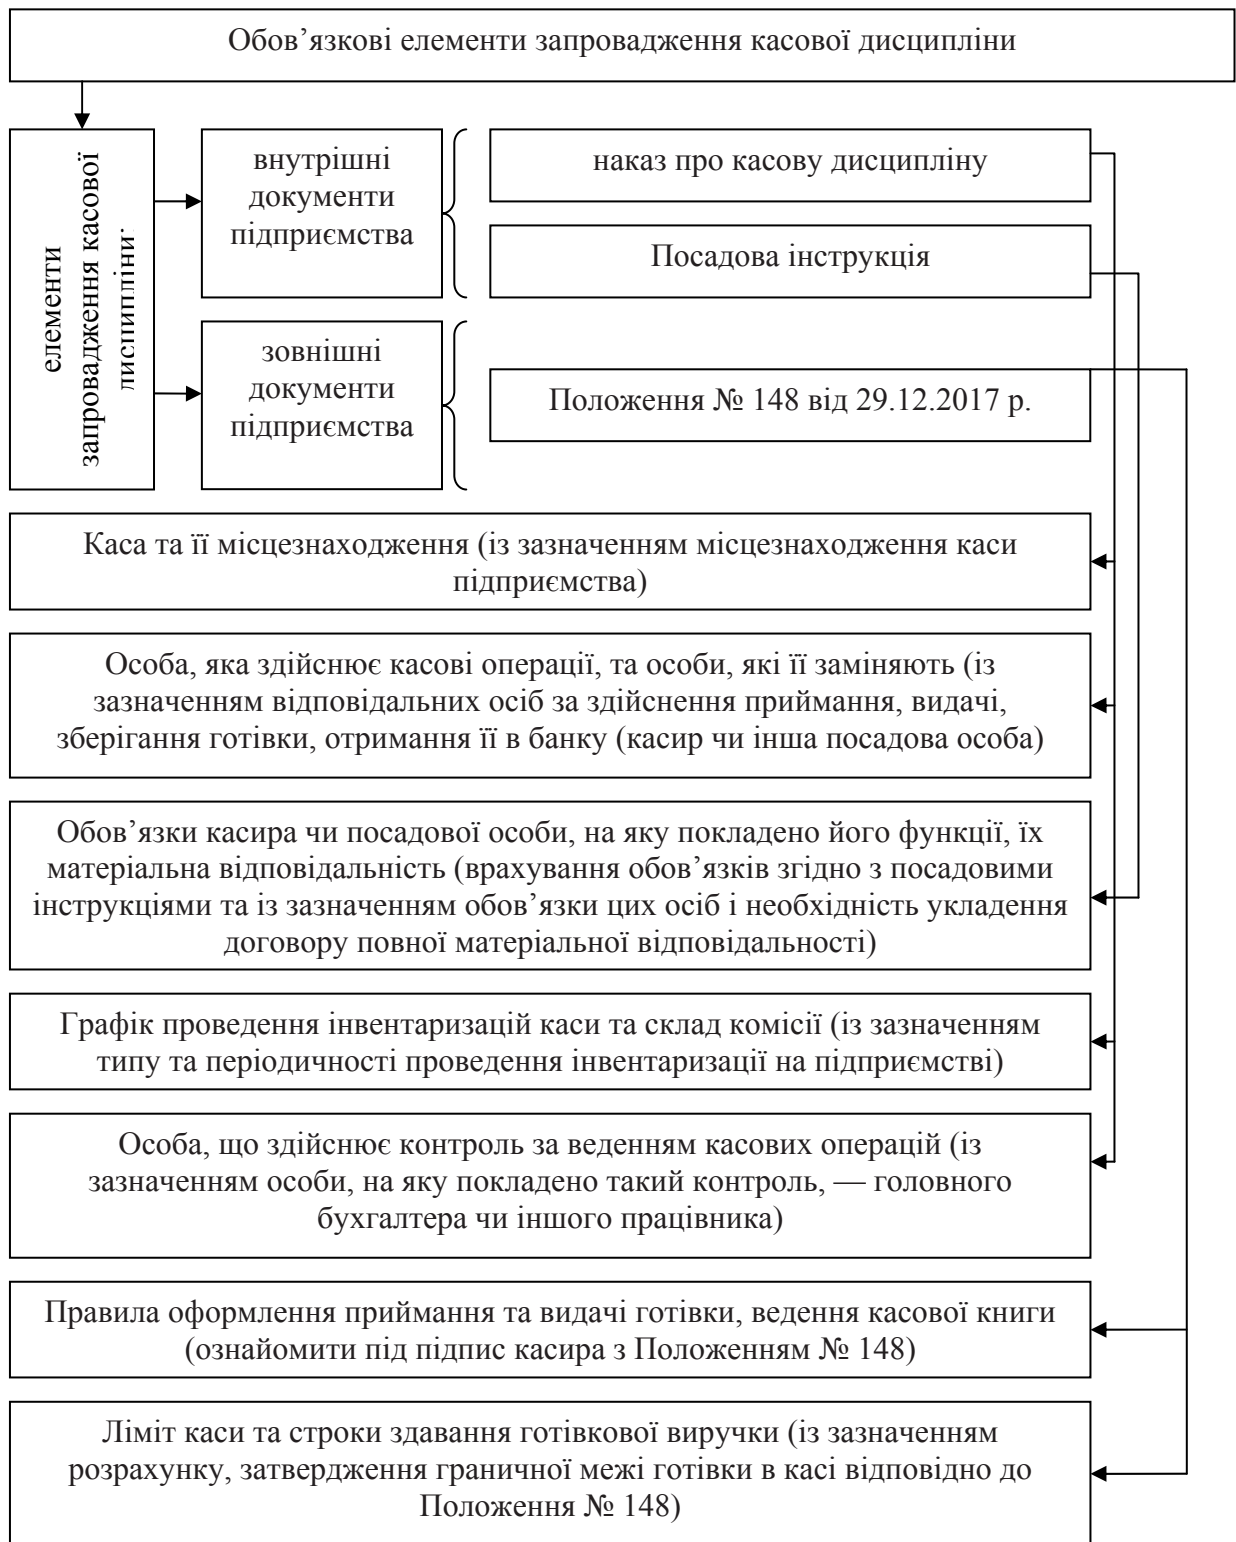 Обов’язкові елементи запровадження касової дисципліни
елементи
запровадження касової
дисципліни
внутрішні
документи
підприємства
наказ про касову дисципліну
Посадова інструкція
зовнішні
документи
підприємства
Положення № 148 від 29.12.2017 р.
Каса та її місцезнаходження (із зазначенням місцезнаходження каси
підприємства)
Особа, яка здійснює касові операції, та особи, які її заміняють (із
зазначенням відповідальних осіб за здійснення приймання, видачі,
зберігання готівки, отримання її в банку (касир чи інша посадова особа)
Обов’язки касира чи посадової особи, на яку покладено його функції, їх
матеріальна відповідальність (врахування обов’язків згідно з посадовими
інструкціями та із зазначенням обов’язки цих осіб і необхідність укладення
договору повної матеріальної відповідальності)
Графік проведення інвентаризацій каси та склад комісії (із зазначенням
типу та періодичності проведення інвентаризації на підприємстві)
Особа, що здійснює контроль за веденням касових операцій (із
зазначенням особи, на яку покладено такий контроль, — головного
бухгалтера чи іншого працівника)
Правила оформлення приймання та видачі готівки, ведення касової книги
(ознайомити під підпис касира з Положенням № 148)
Ліміт каси та строки здавання готівкової виручки (із зазначенням
розрахунку, затвердження граничної межі готівки в касі відповідно до
Положення № 148)